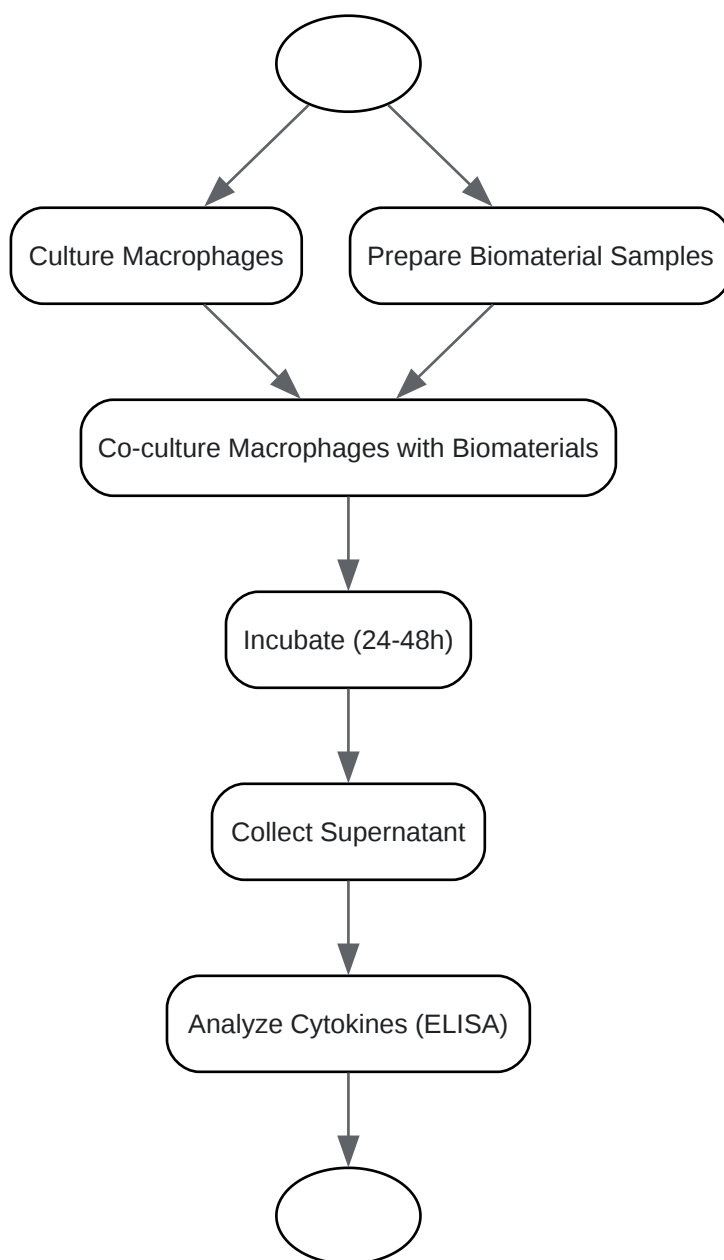 Culture Macrophages
Prepare Biomaterial Samples
Co-culture Macrophages with Biomaterials
Incubate (24-48h)
Collect Supernatant
Analyze Cytokines (ELISA)